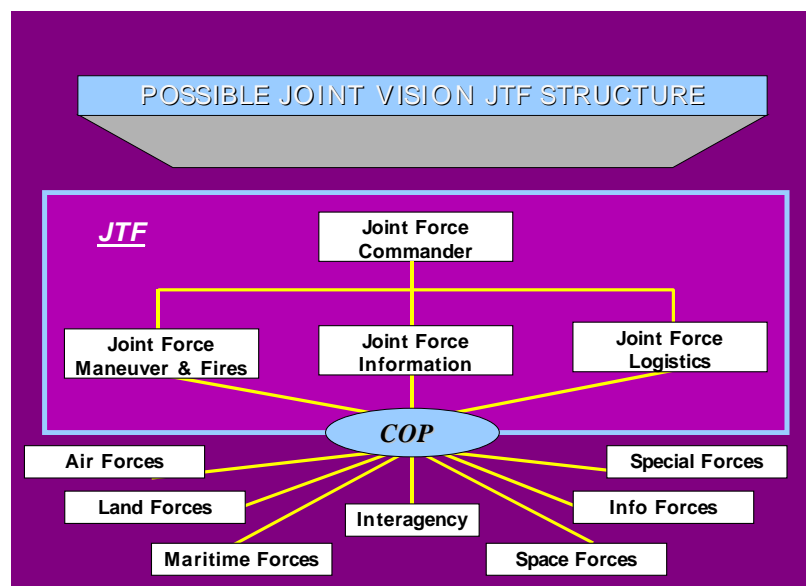 POSSIBLE JOINT VISION JTF STRUCTURE
JTF
Joint Force
Commander
Joint Force
Maneuver & Fires
Joint Force
Information
Joint Force
Logistics
COP
Air Forces
Special Forces
Land Forces
Info Forces
Interagency
Maritime Forces
Space Forces